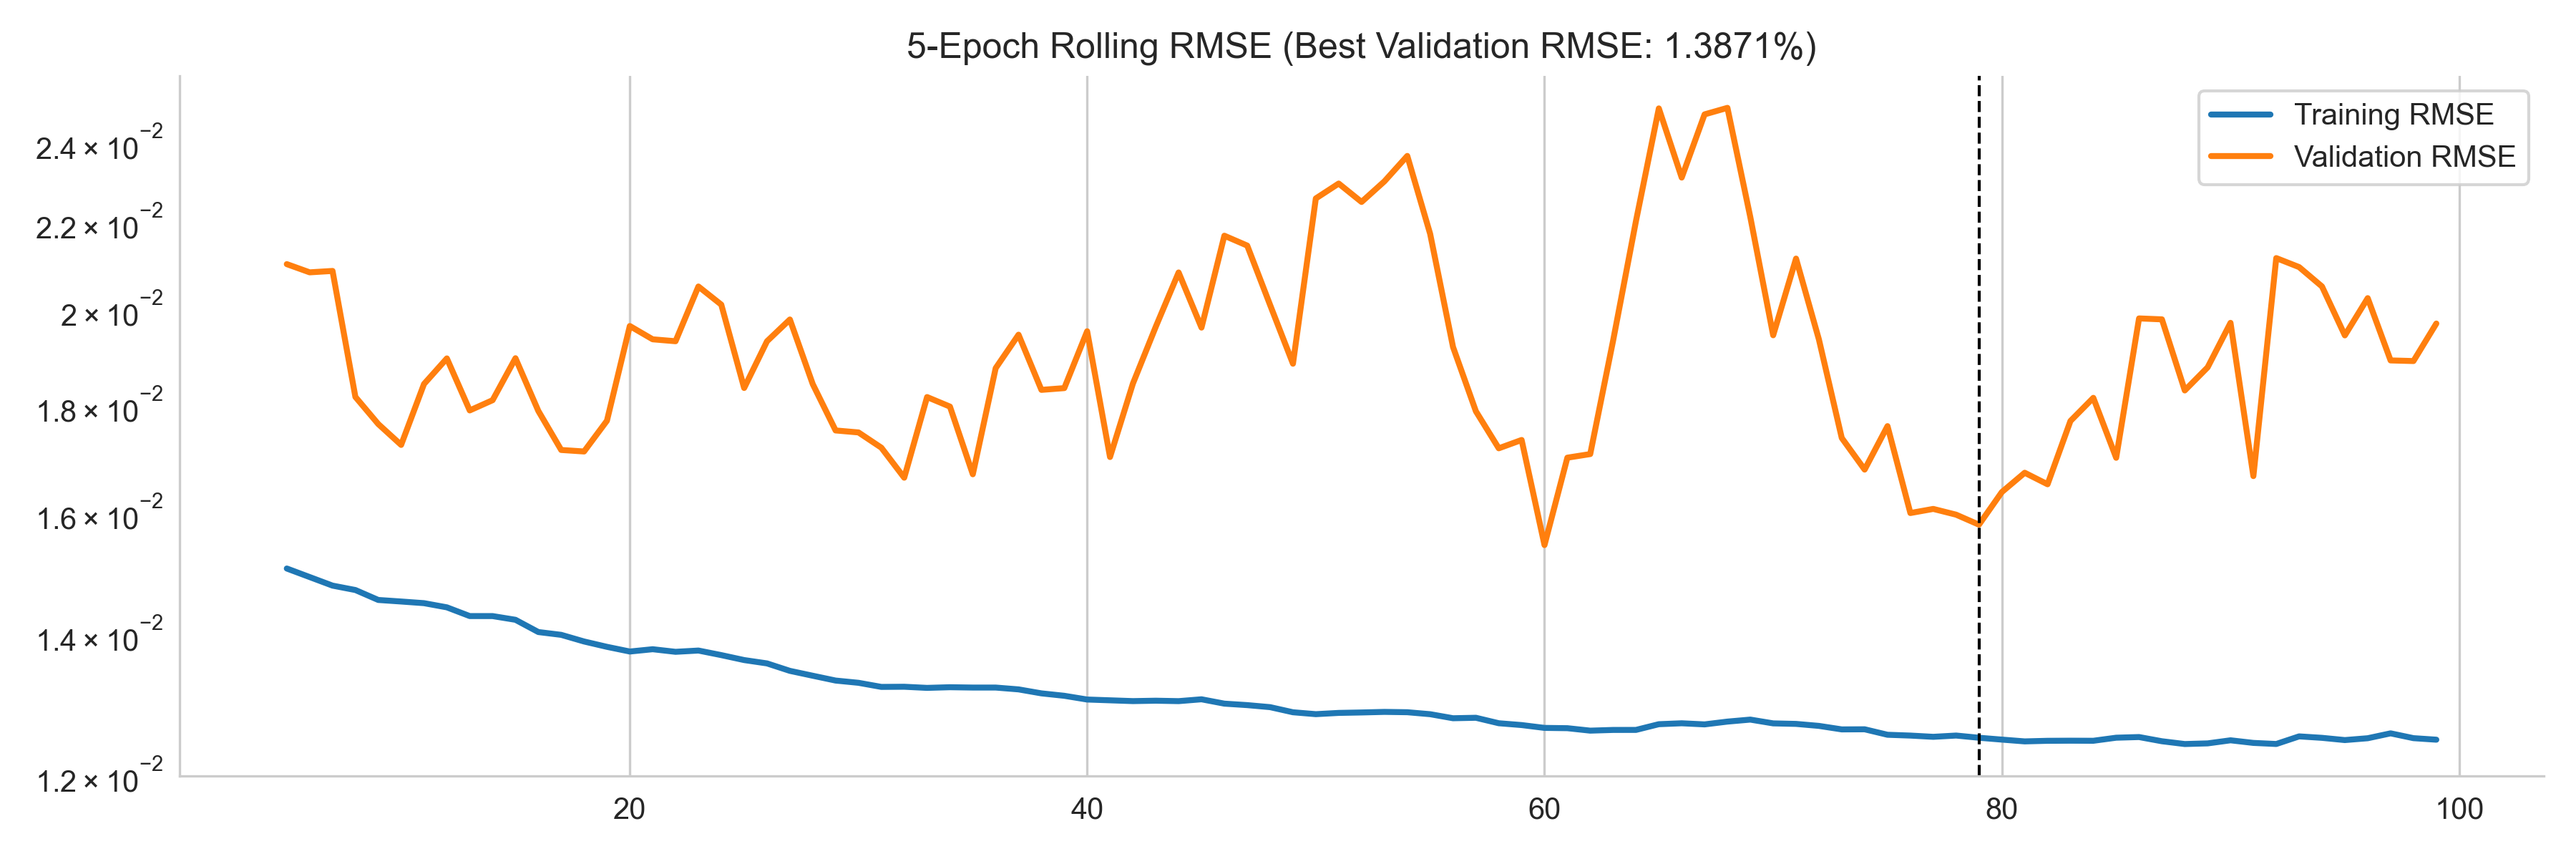 5-Epoch Rolling RMSE (Best Validation RMSE: 1.3871%)
Training RMSE
Validation RMSE
2.4 × 10⁻²
2.2 × 10⁻²
2 × 10⁻²
1.8 × 10⁻²
1.6 × 10⁻²
1.4 × 10⁻²
1.2 × 10⁻²
20 40 60 80 100